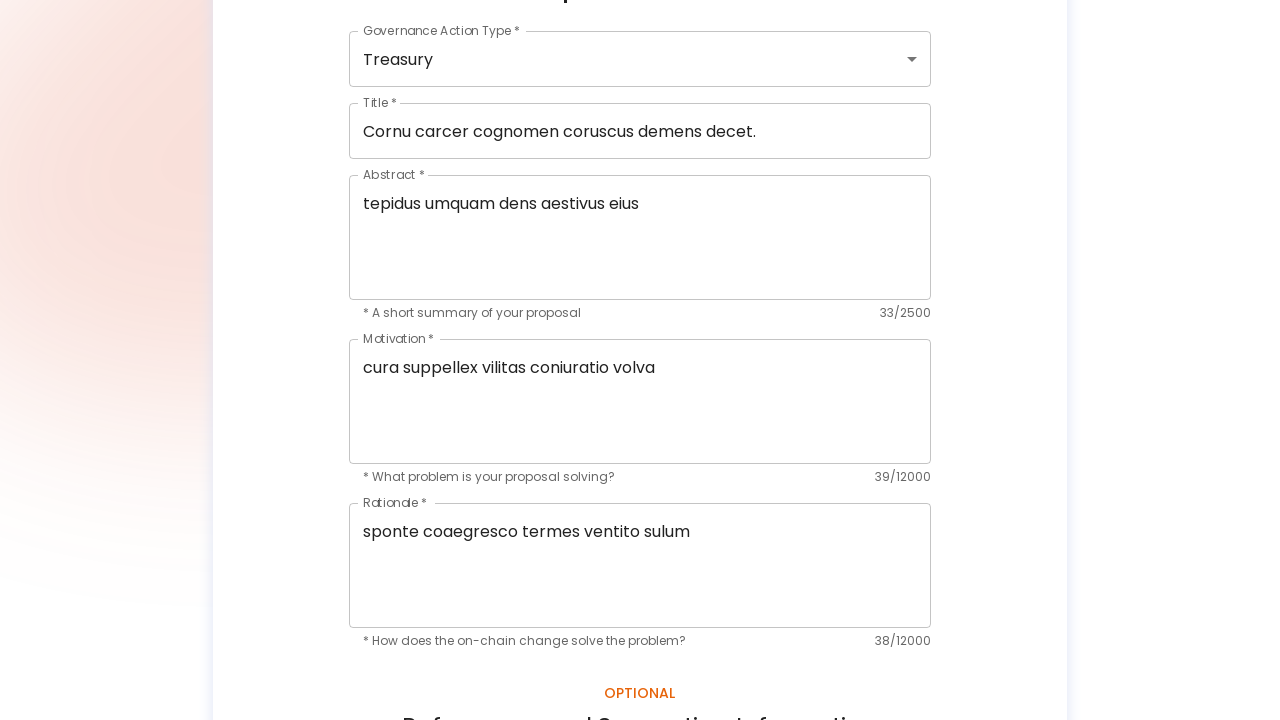 Governance Action Type *
Treasury
Title *
Cornu carcer cognomen coruscus demens decet.
Abstract *
tepidus umquam dens aestivus eius
* A short summary of your proposal
33/2500
Motivation *
cura suppellex vilitas coniuratio volva
* What problem is your proposal solving?
39/12000
Rationale *
sponte coaegresco termes ventito sulum
* How does the on-chain change solve the problem?
38/12000
OPTIONAL